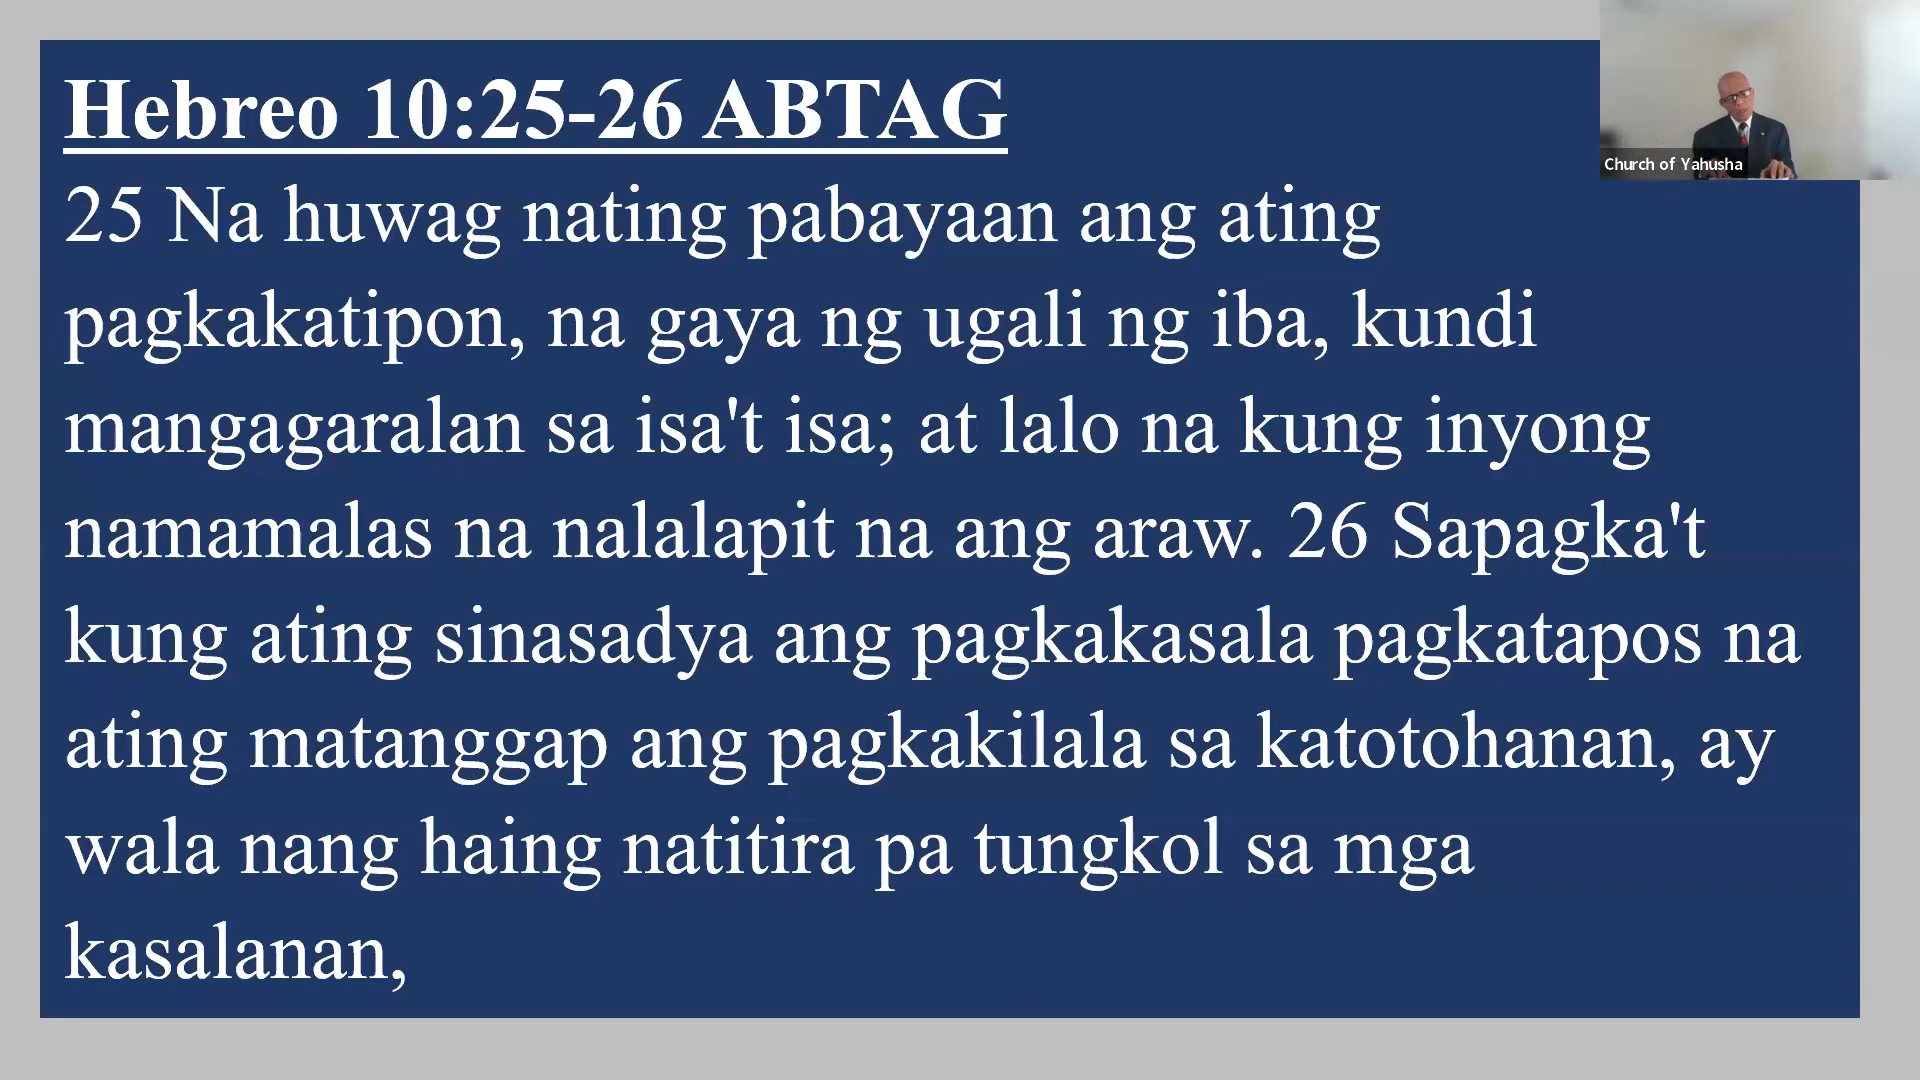 Hebreo 10:25-26 ABTAG
25 Na huwag nating pabayaan ang ating
pagkakatipon, na gaya ng ugali ng iba, kundi
mangagaralan sa isa't isa; at lalo na kung inyong
namamalas na nalalapit na ang araw. 26 Sapagka't
kung ating sinasadya ang pagkakasala pagkatapos na
ating matanggap ang pagkakilala sa katotohanan, ay
wala nang haing natitira pa tungkol sa mga
kasalanan,
Church of Yahusha